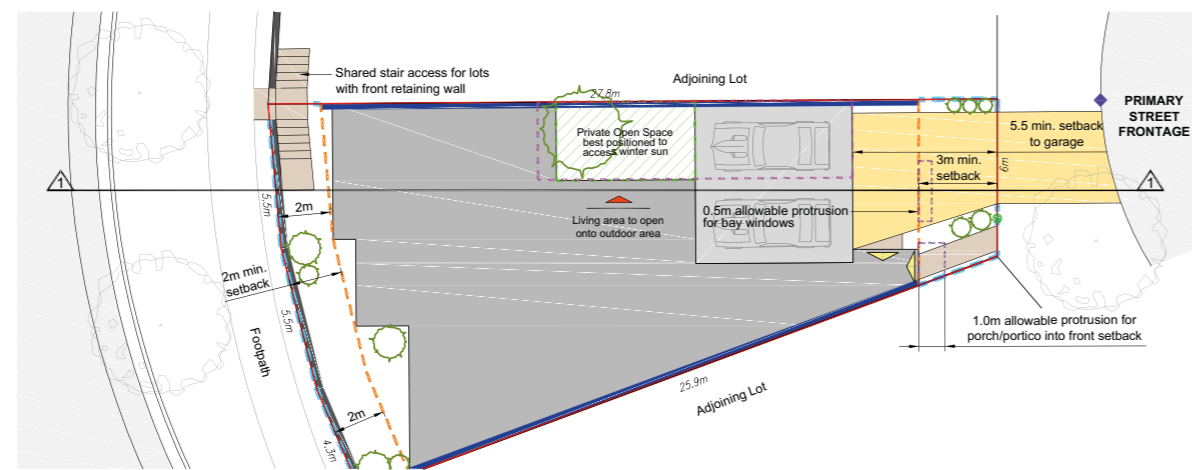 Shared stair access for lots
with front retaining wall
Adjoining Lot
27.8m
PRIMARY
STREET
FRONTAGE
Private Open Space
best positioned to
access winter sun
5.5 min. setback
to garage
3m min.
setback
6m
1
1
2m
5.5m
Living area to open
onto outdoor area
0.5m allowable protrusion
for bay windows
2m min.
setback
5.5m
Footpath
1.0m allowable protrusion for
porch/portico into front setback
25.9m
Adjoining Lot
2m
4.3m